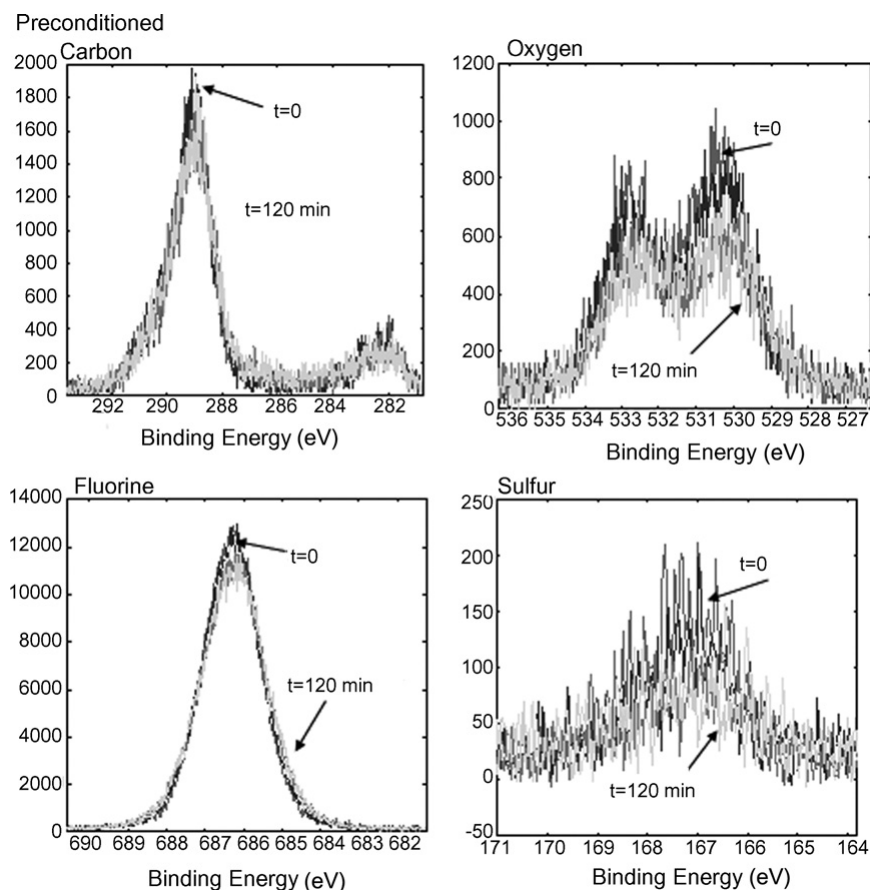 Preconditioned
Carbon
2000
1800
1600
1400
1200
1000
800
600
400
200
0
t=0
t=120 min
292 290 288 286 284 282
Binding Energy (eV)
Oxygen
1200
1000
800
600
400
200
0
t=0
t=120 min
536 535 534 533 532 531 530 529 528 527
Binding Energy (eV)
Fluorine
14000
12000
10000
8000
6000
4000
2000
0
t=0
t=120 min
690 689 688 687 686 685 684 683 682
Binding Energy (eV)
Sulfur
250
200
150
100
50
0
-50
t=0
t=120 min
171 170 169 168 167 166 165 164
Binding Energy (eV)